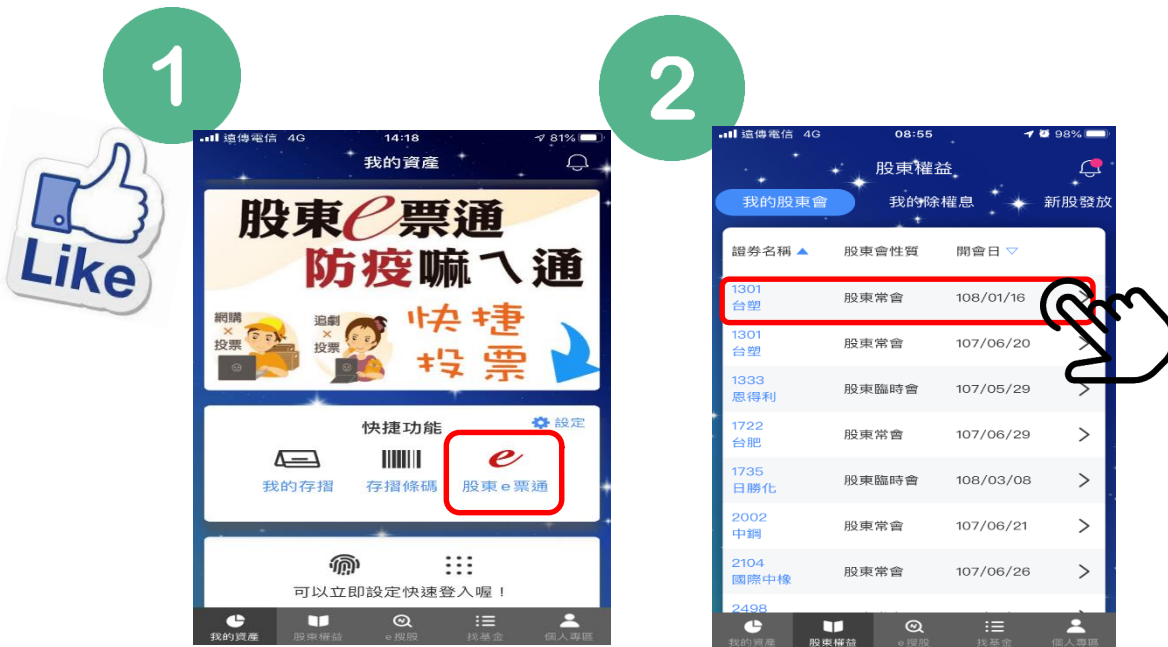 1
2
Like
遠傳電信 4G 14:18 81%
我的資產
股東e票通
防疫嘛ㄟ通
網購
×
投票
追劇
×
投票
快捷
投票
快捷功能
設定
e
我的存摺 存摺條碼 股東e票通
可以立即設定快速登入喔！
我的資產 股東權益 e搜股 找基金 個人專區
遠傳電信 4G 08:55 98%
股東權益
我的股東會 我的除權息 新股發放
證券名稱 股東會性質 開會日
1301
台塑 股東常會 108/01/16
1301
台塑 股東常會 107/06/20
1333
恩得利 股東臨時會 107/05/29
1722
台肥 股東常會 107/06/29
1735
日勝化 股東臨時會 108/03/08
2002
中鋼 股東常會 107/06/21
2104
國際中橡 股東常會 107/06/26
2498
我的資產 股東權益 e搜股 找基金 個人專區